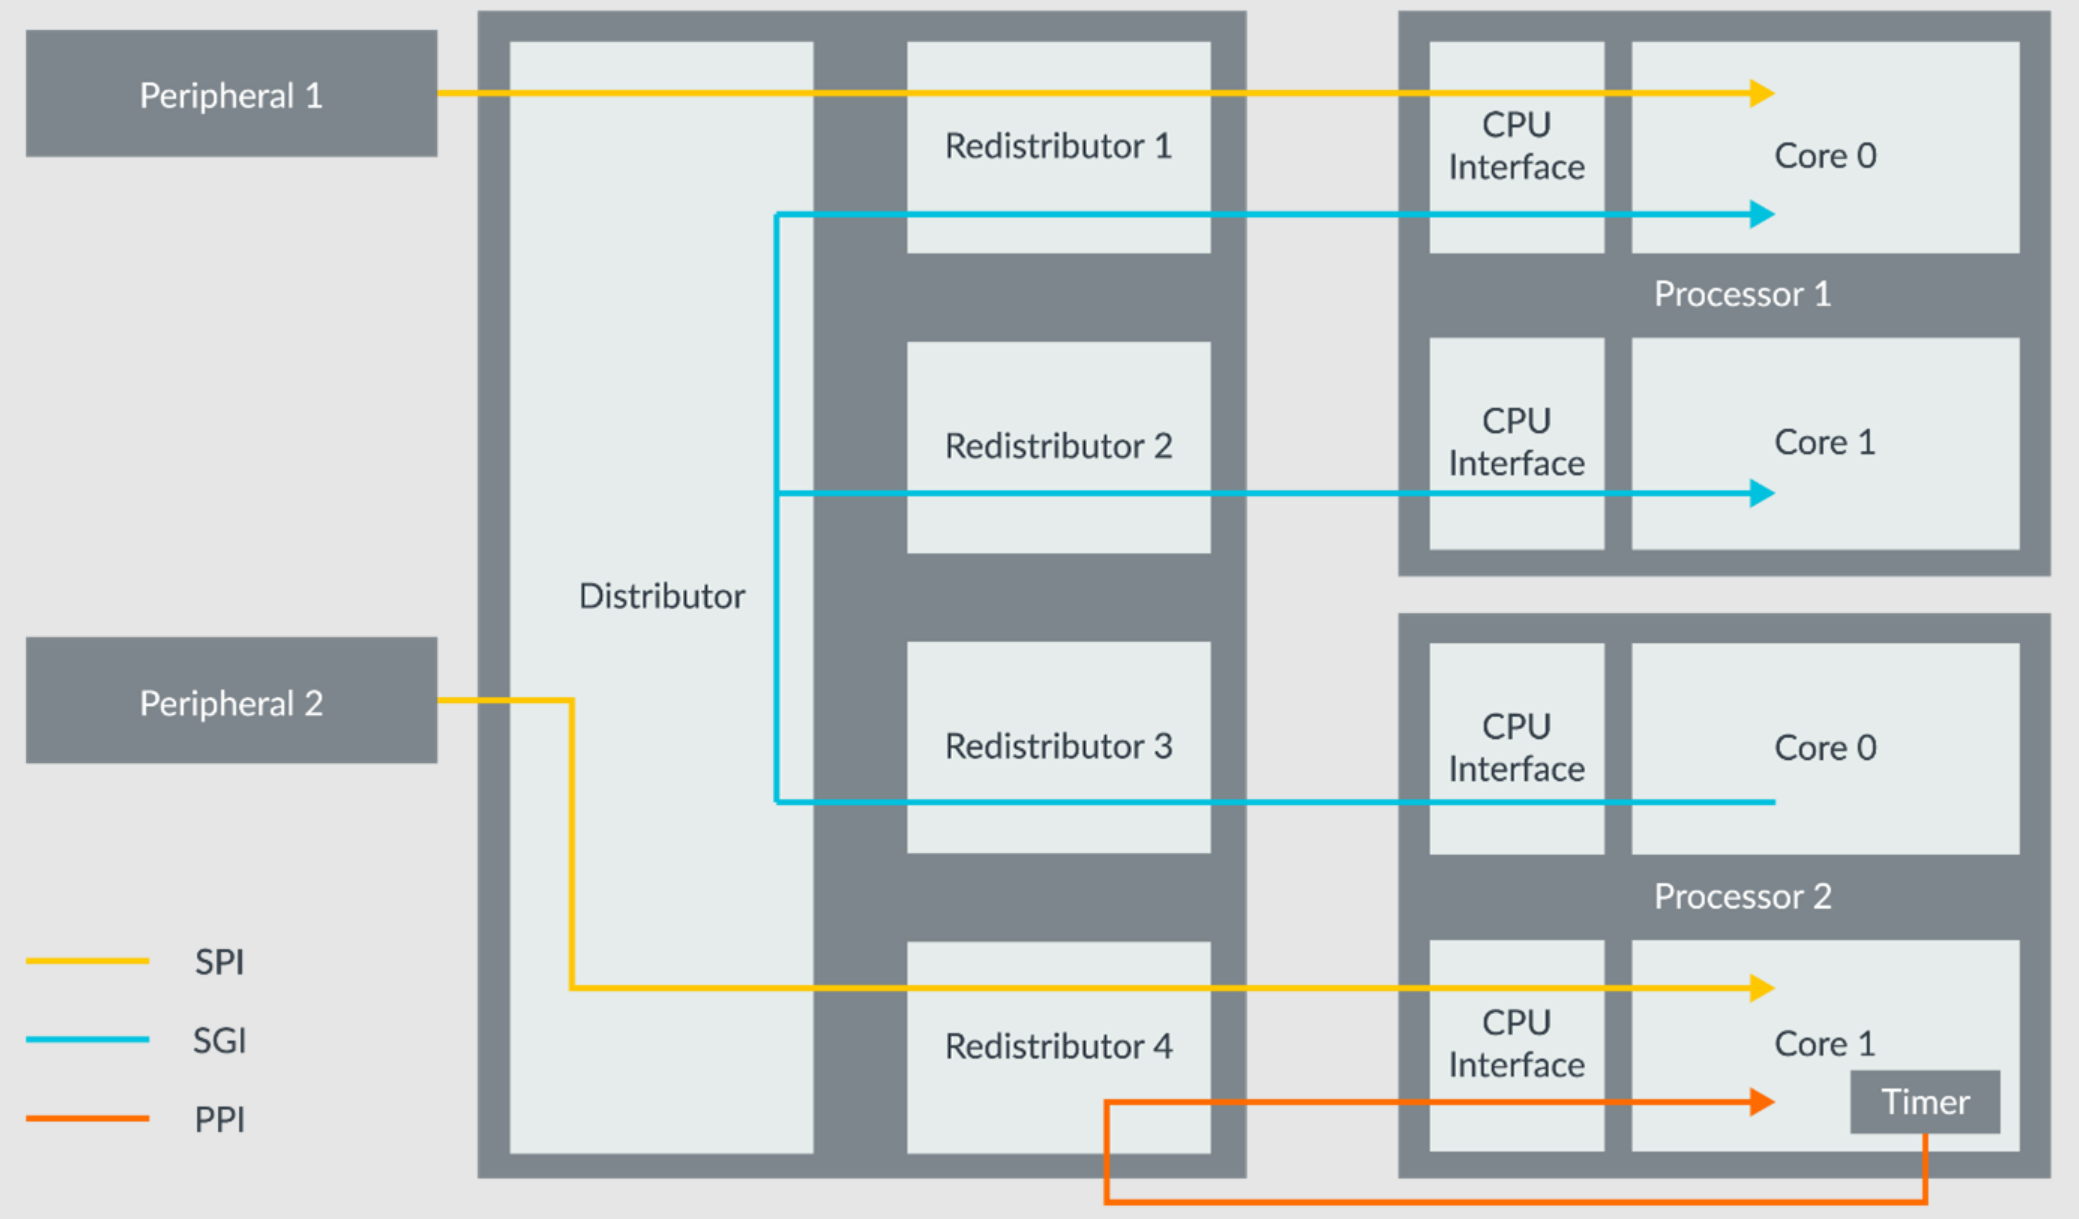 Peripheral 1
Redistributor 1
CPU
Interface
Core 0
Processor 1
Redistributor 2
CPU
Interface
Core 1
Distributor
Peripheral 2
Redistributor 3
CPU
Interface
Core 0
Processor 2
Redistributor 4
CPU
Interface
Core 1
Timer
SPI
SGI
PPI